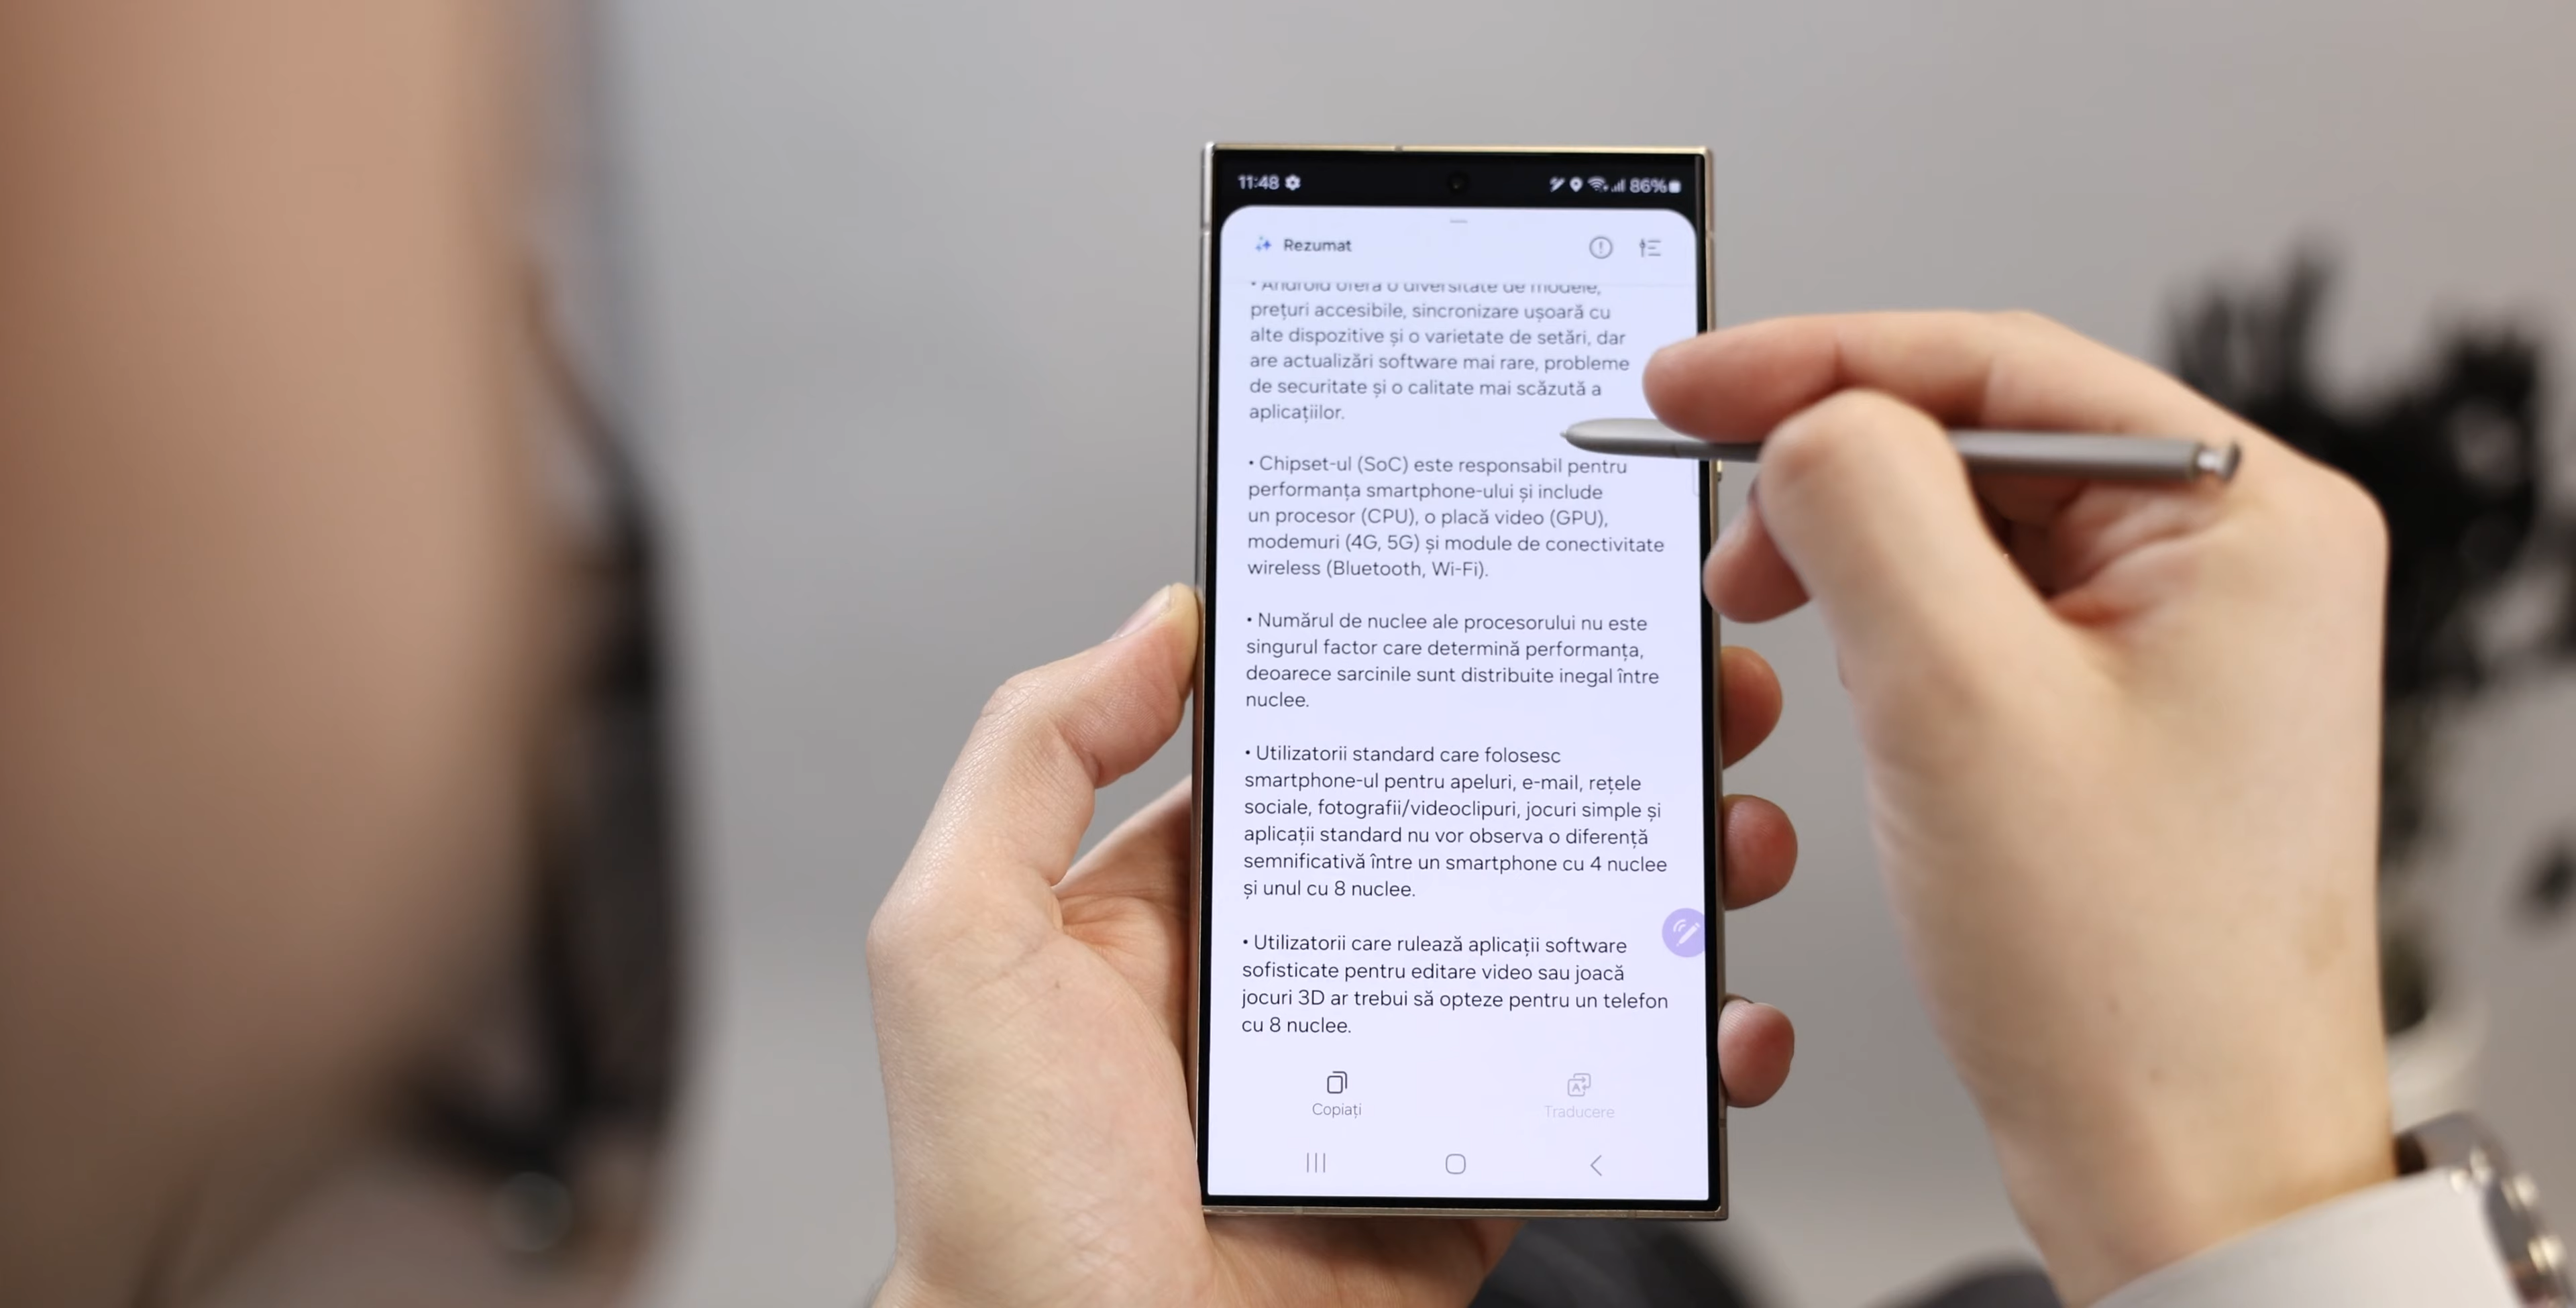 11:48
86%
Rezumat
• Android oferă o diversitate de modele,
prețuri accesibile, sincronizare ușoară cu
alte dispozitive și o varietate de setări, dar
are actualizări software mai rare, probleme
de securitate și o calitate mai scăzută a
aplicațiilor.
• Chipset-ul (SoC) este responsabil pentru
performanța smartphone-ului și include
un procesor (CPU), o placă video (GPU),
modemuri (4G, 5G) și module de conectivitate
wireless (Bluetooth, Wi-Fi).
• Numărul de nuclee ale procesorului nu este
singurul factor care determină performanța,
deoarece sarcinile sunt distribuite inegal între
nuclee.
• Utilizatorii standard care folosesc
smartphone-ul pentru apeluri, e-mail, rețele
sociale, fotografii/videoclipuri, jocuri simple și
aplicații standard nu vor observa o diferență
semnificativă între un smartphone cu 4 nuclee
și unul cu 8 nuclee.
• Utilizatorii care rulează aplicații software
sofisticate pentru editare video sau joacă
jocuri 3D ar trebui să opteze pentru un telefon
cu 8 nuclee.
Copiați
Traducere